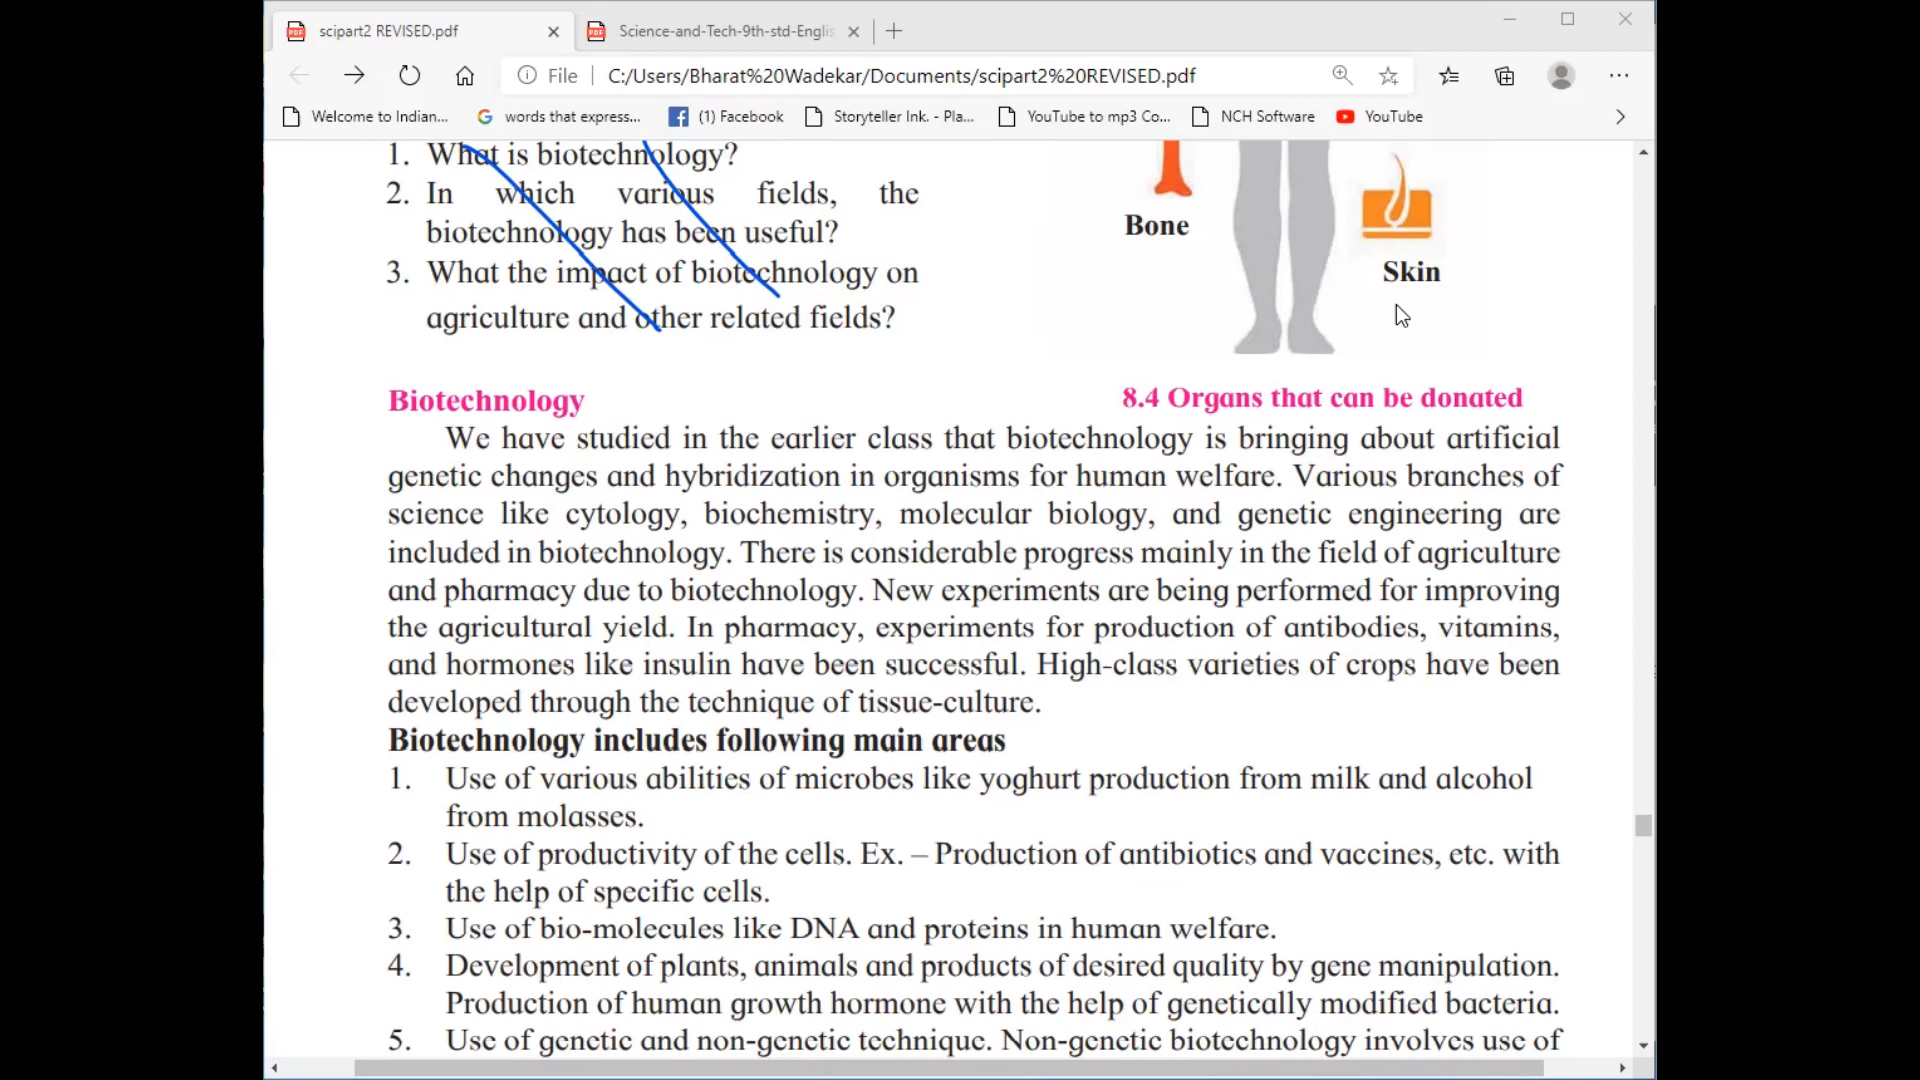 scipart2 REVISED.pdf
Science-and-Tech-9th-std-Englis
File
C:/Users/Bharat%20Wadekar/Documents/scipart2%20REVISED.pdf
Welcome to Indian...
words that express...
(1) Facebook
Storyteller Ink. - Pla...
YouTube to mp3 Co...
NCH Software
YouTube
1. What is biotechnology?
2. In which various fields, the
biotechnology has been useful?
3. What the impact of biotechnology on
agriculture and other related fields?
Bone
Skin
Biotechnology
8.4 Organs that can be donated
We have studied in the earlier class that biotechnology is bringing about artificial
genetic changes and hybridization in organisms for human welfare. Various branches of
science like cytology, biochemistry, molecular biology, and genetic engineering are
included in biotechnology. There is considerable progress mainly in the field of agriculture
and pharmacy due to biotechnology. New experiments are being performed for improving
the agricultural yield. In pharmacy, experiments for production of antibodies, vitamins,
and hormones like insulin have been successful. High-class varieties of crops have been
developed through the technique of tissue-culture.
Biotechnology includes following main areas
1. Use of various abilities of microbes like yoghurt production from milk and alcohol
from molasses.
2. Use of productivity of the cells. Ex. – Production of antibiotics and vaccines, etc. with
the help of specific cells.
3. Use of bio-molecules like DNA and proteins in human welfare.
4. Development of plants, animals and products of desired quality by gene manipulation.
Production of human growth hormone with the help of genetically modified bacteria.
5. Use of genetic and non-genetic technique. Non-genetic biotechnology involves use of